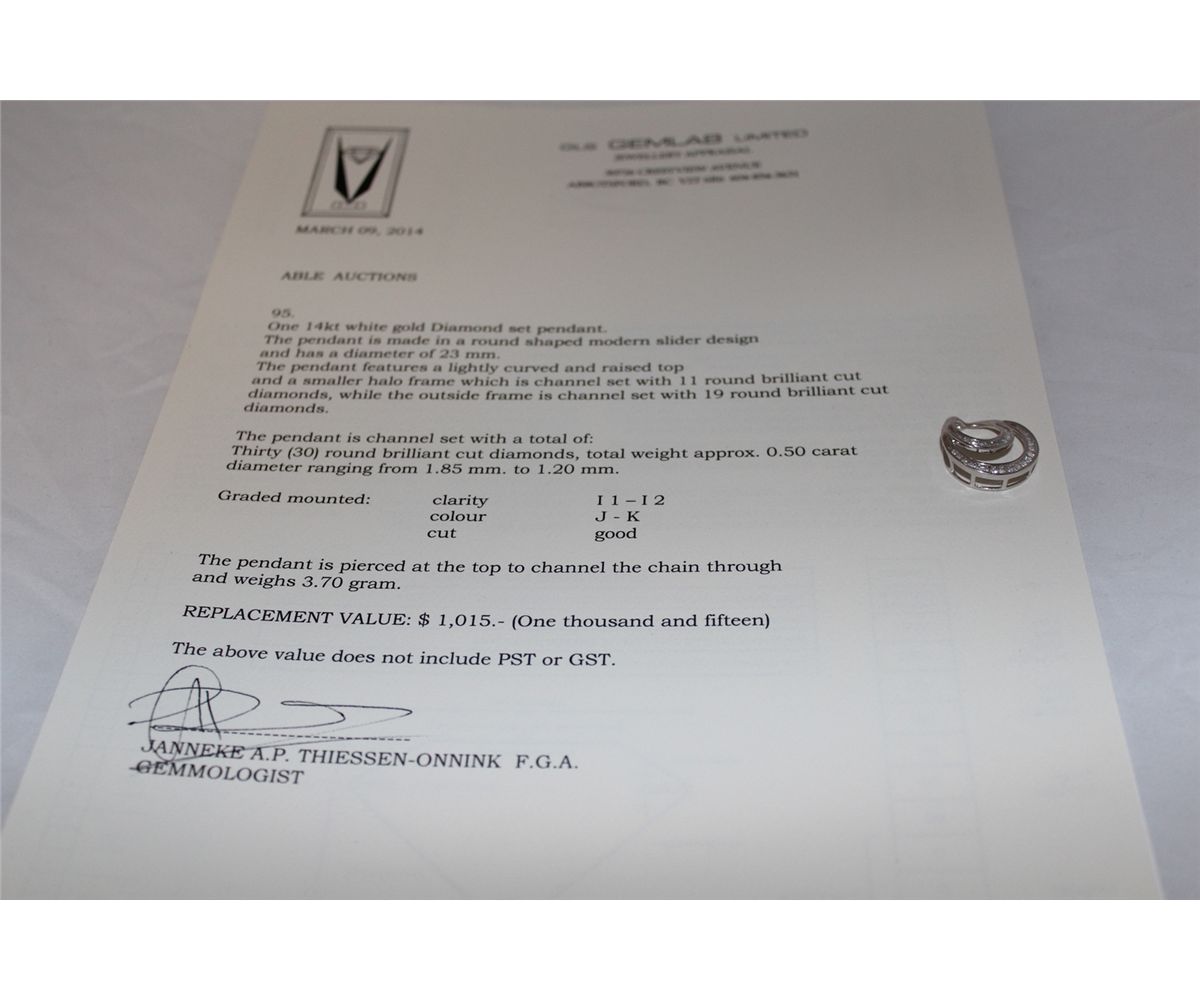 GEMLAB LIMITED
JEWELLERY APPRAISAL
MARCH 09, 2014
ABLE AUCTIONS
95.
One 14kt white gold Diamond set pendant.
The pendant is made in a round shaped modern slider design
and has a diameter of 23 mm.
The pendant features a lightly curved and raised top
and a smaller halo frame which is channel set with 11 round brilliant cut
diamonds, while the outside frame is channel set with 19 round brilliant cut
diamonds.
The pendant is channel set with a total of:
Thirty (30) round brilliant cut diamonds, total weight approx. 0.50 carat
diameter ranging from 1.85 mm. to 1.20 mm.
Graded mounted: clarity I 1 – I 2
colour J - K
cut good
The pendant is pierced at the top to channel the chain through
and weighs 3.70 gram.
REPLACEMENT VALUE: $ 1,015.- (One thousand and fifteen)
The above value does not include PST or GST.
JANNEKE A.P. THIESSEN-ONNINK F.G.A.
GEMMOLOGIST